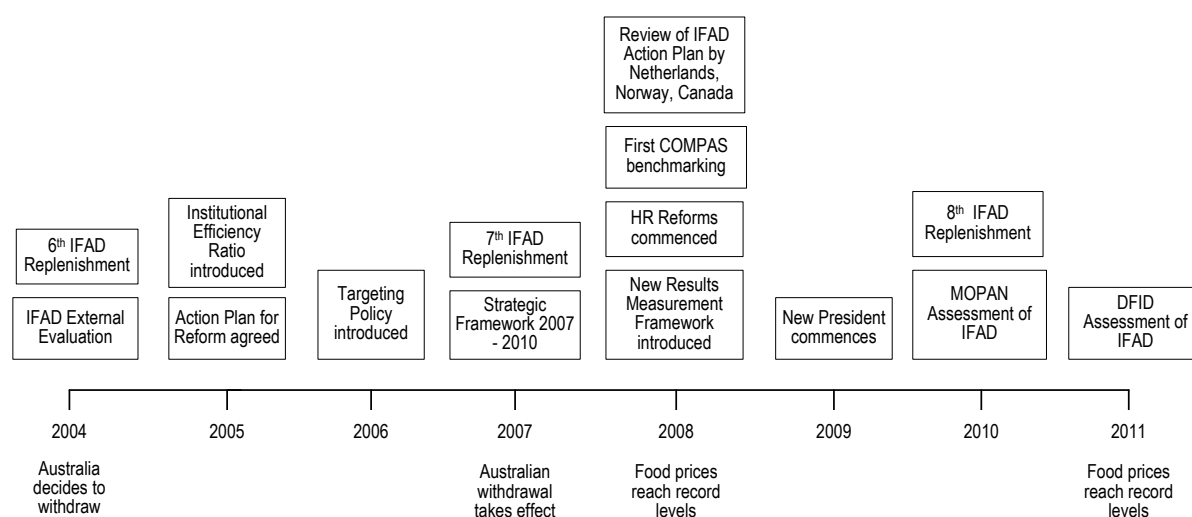 Review of IFAD
Action Plan by
Netherlands,
Norway, Canada
First COMPAS
benchmarking
HR Reforms
commenced
New Results
Measurement
Framework
introduced
6th IFAD
Replenishment
IFAD External
Evaluation
Institutional
Efficiency
Ratio
introduced
Action Plan for
Reform agreed
Targeting
Policy
introduced
7th IFAD
Replenishment
Strategic
Framework 2007
- 2010
New President
commences
8th IFAD
Replenishment
MOPAN
Assessment of
IFAD
DFID
Assessment of
IFAD
2004
2005
2006
2007
2008
2009
2010
2011
Australia
decides to
withdraw
Australian
withdrawal
takes effect
Food prices
reach record
levels
Food prices
reach record
levels